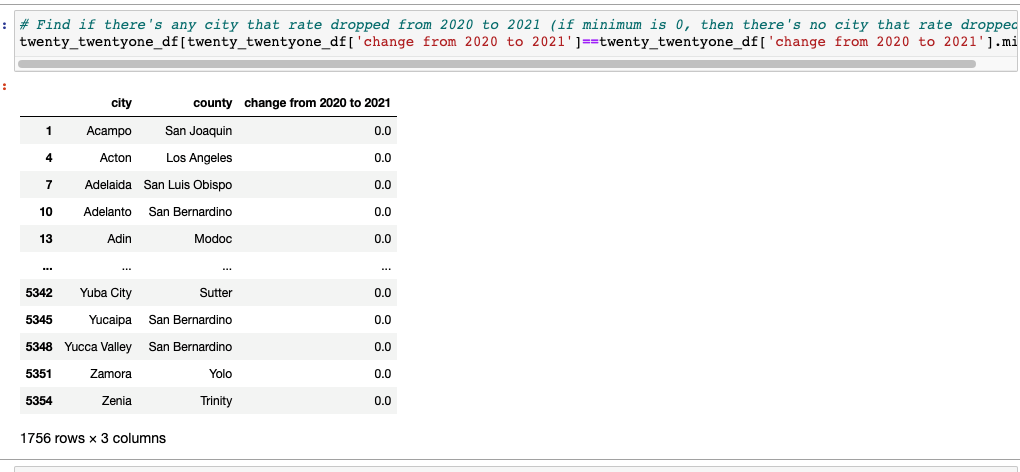 # Find if there's any city that rate dropped from 2020 to 2021 (if minimum is 0, then there's no city that rate dropped
twenty_twentyone_df[twenty_twentyone_df['change from 2020 to 2021']==twenty_twentyone_df['change from 2020 to 2021'].mi
city county change from 2020 to 2021
1 Acampo San Joaquin 0.0
4 Acton Los Angeles 0.0
7 Adelaida San Luis Obispo 0.0
10 Adelanto San Bernardino 0.0
13 Adin Modoc 0.0
... ... ... ...
5342 Yuba City Sutter 0.0
5345 Yucaipa San Bernardino 0.0
5348 Yucca Valley San Bernardino 0.0
5351 Zamora Yolo 0.0
5354 Zenia Trinity 0.0
1756 rows × 3 columns